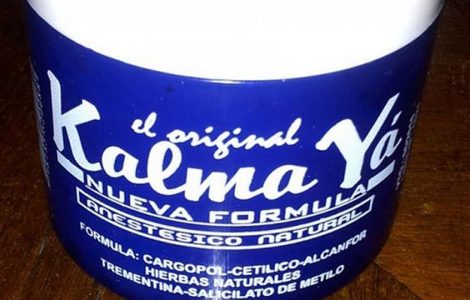 el original
Kalma Yá
NUEVA FORMULA
ANESTESICO NATURAL
FORMULA: CARGOPOL-CETILICO-ALCANFOR
HIERBAS NATURALES
TREMENTINA-SALICILATO DE METILO